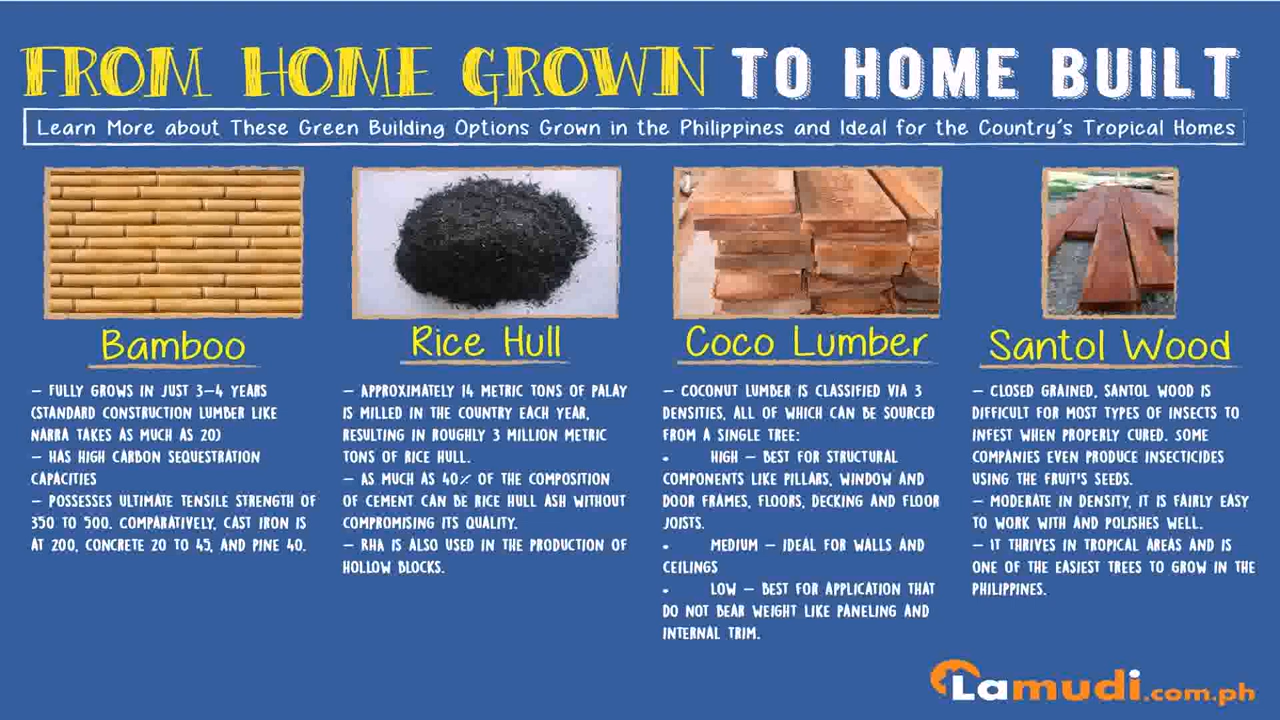 FROM HOME GROWN TO HOME BUILT
Learn More about These Green Building Options Grown in the Philippines and Ideal for the Country's Tropical Homes
Bamboo
– FULLY GROWS IN JUST 3–4 YEARS
(STANDARD CONSTRUCTION LUMBER LIKE
NARRA TAKES AS MUCH AS 20)
– HAS HIGH CARBON SEQUESTRATION
CAPACITIES
– POSSESSES ULTIMATE TENSILE STRENGTH OF
350 TO 500. COMPARATIVELY, CAST IRON IS
AT 200, CONCRETE 20 TO 45, AND PINE 40.
Rice Hull
– APPROXIMATELY 14 METRIC TONS OF PALAY
IS MILLED IN THE COUNTRY EACH YEAR,
RESULTING IN ROUGHLY 3 MILLION METRIC
TONS OF RICE HULL.
– AS MUCH AS 40% OF THE COMPOSITION
OF CEMENT CAN BE RICE HULL ASH WITHOUT
COMPROMISING ITS QUALITY.
– RHA IS ALSO USED IN THE PRODUCTION OF
HOLLOW BLOCKS.
Coco Lumber
– COCONUT LUMBER IS CLASSIFIED VIA 3
DENSITIES, ALL OF WHICH CAN BE SOURCED
FROM A SINGLE TREE:
• HIGH – BEST FOR STRUCTURAL
COMPONENTS LIKE PILLARS, WINDOW AND
DOOR FRAMES, FLOORS, DECKING AND FLOOR
JOISTS.
• MEDIUM – IDEAL FOR WALLS AND
CEILINGS
• LOW – BEST FOR APPLICATION THAT
DO NOT BEAR WEIGHT LIKE PANELING AND
INTERNAL TRIM.
Santol Wood
– CLOSED GRAINED, SANTOL WOOD IS
DIFFICULT FOR MOST TYPES OF INSECTS TO
INFEST WHEN PROPERLY CURED. SOME
COMPANIES EVEN PRODUCE INSECTICIDES
USING THE FRUIT'S SEEDS.
– MODERATE IN DENSITY, IT IS FAIRLY EASY
TO WORK WITH AND POLISHES WELL.
– IT THRIVES IN TROPICAL AREAS AND IS
ONE OF THE EASIEST TREES TO GROW IN THE
PHILIPPINES.
Lamudi.com.ph